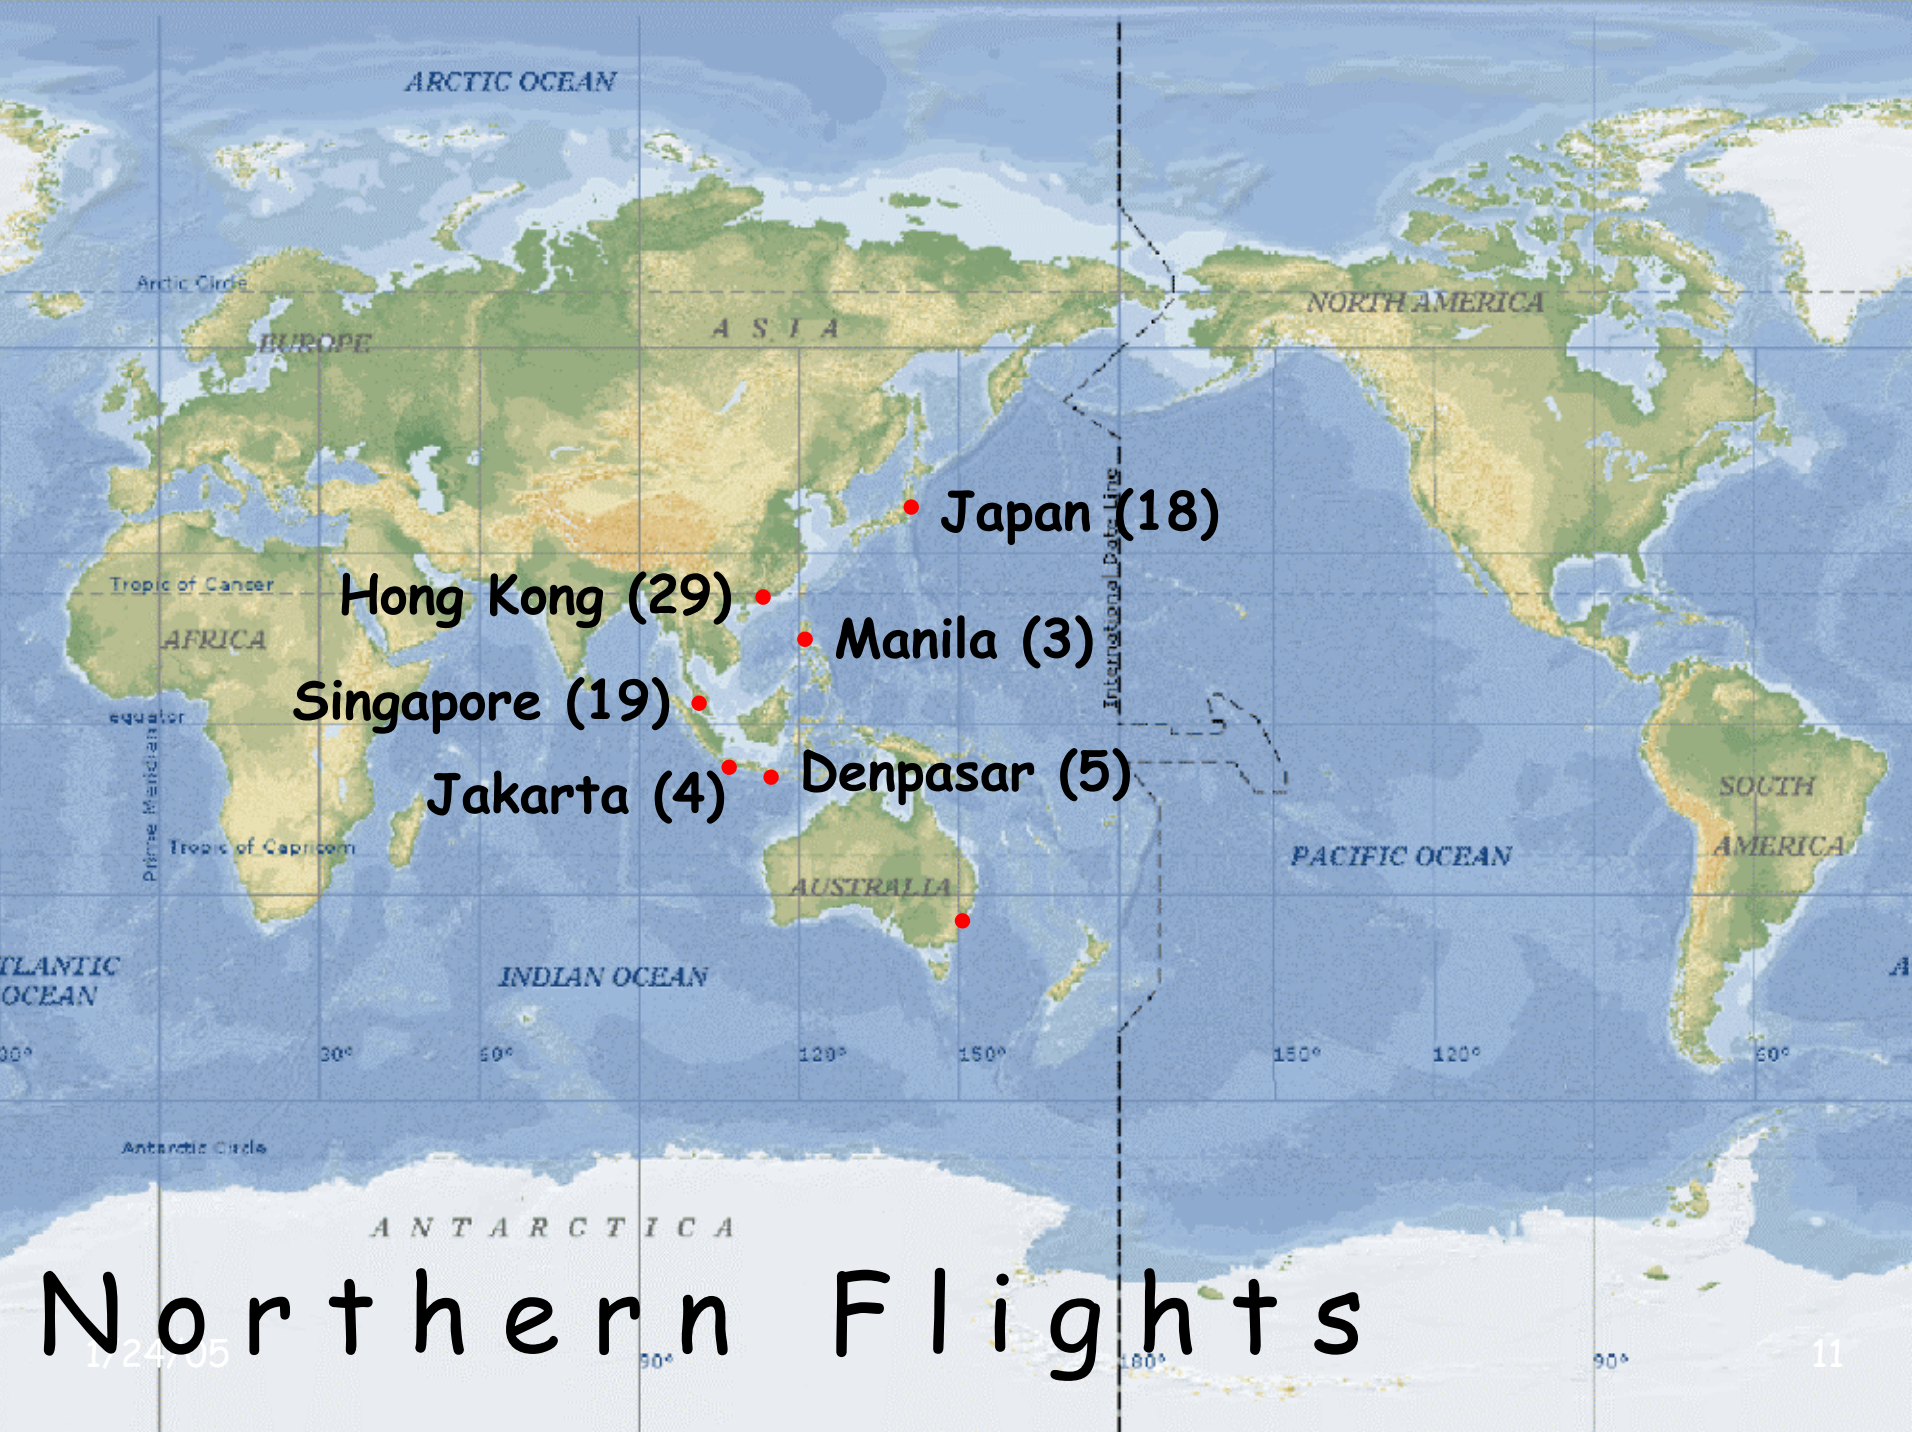 ARCTIC OCEAN
Arctic Circle
NORTH AMERICA
EUROPE
A S I A
Japan (18)
International Date Line
Tropic of Cancer
Hong Kong (29)
AFRICA
Manila (3)
Singapore (19)
equator
Prime Meridian
Jakarta (4)
Denpasar (5)
SOUTH
AMERICA
Tropic of Capricorn
PACIFIC OCEAN
AUSTRALIA
TLANTIC
OCEAN
INDIAN OCEAN
A
30° 60° 120° 150° 150° 120° 60°
Antarctic Circle
A N T A R C T I C A
Northern Flights
1/24/05
90° 180° 90°
11